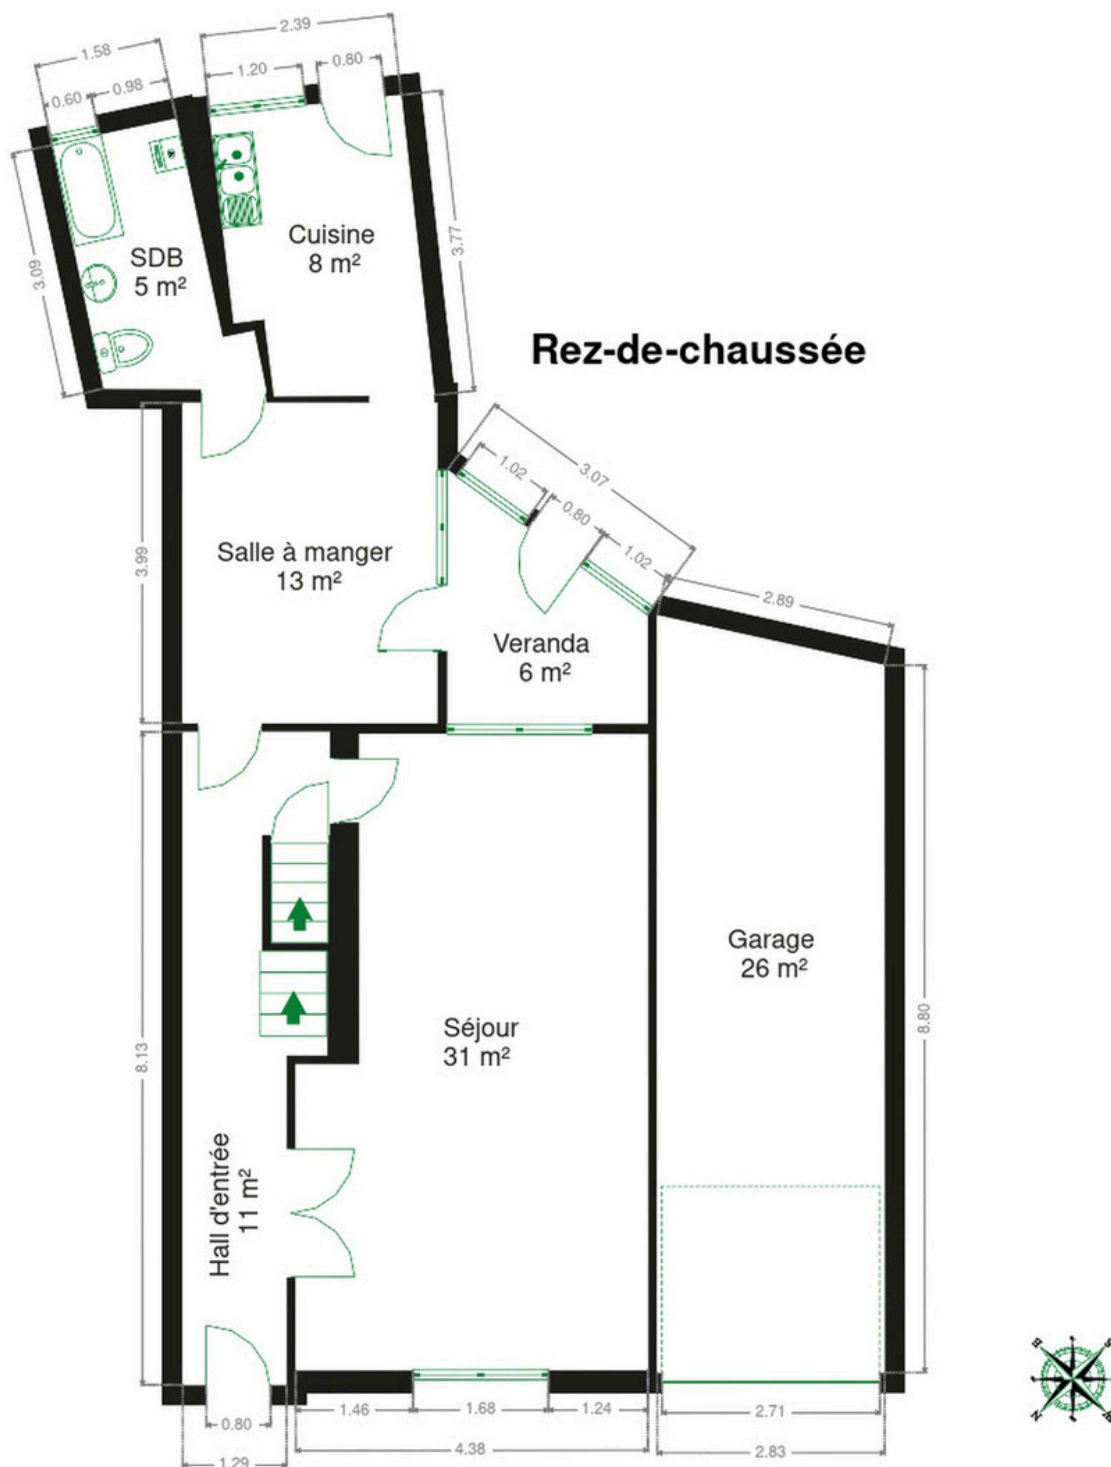 2.39
1.58
1.20
0.80
0.60
0.98
Cuisine
8 m²
SDB
5 m²
3.09
3.77
Rez-de-chaussée
1.02
3.07
0.80
1.02
2.89
3.99
Salle à manger
13 m²
Veranda
6 m²
Garage
26 m²
8.80
Séjour
31 m²
8.13
Hall d'entrée
11 m²
1.46
1.68
1.24
2.71
0.80
4.38
2.83
1.29